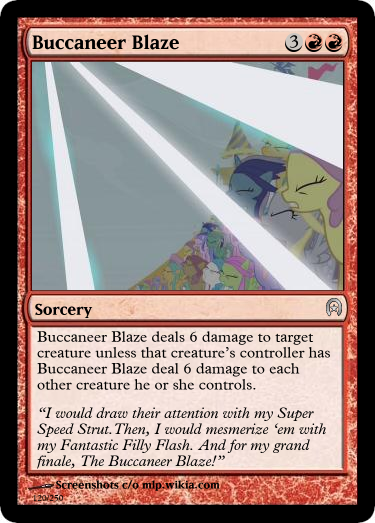 Buccaneer Blaze 3
Sorcery
Buccaneer Blaze deals 6 damage to target
creature unless that creature's controller has
Buccaneer Blaze deal 6 damage to each
other creature he or she controls.
"I would draw their attention with my Super
Speed Strut.Then, I would mesmerize 'em with
my Fantastic Filly Flash. And for my grand
finale, The Buccaneer Blaze!"
Screenshots c/o mlp.wikia.com
120/250